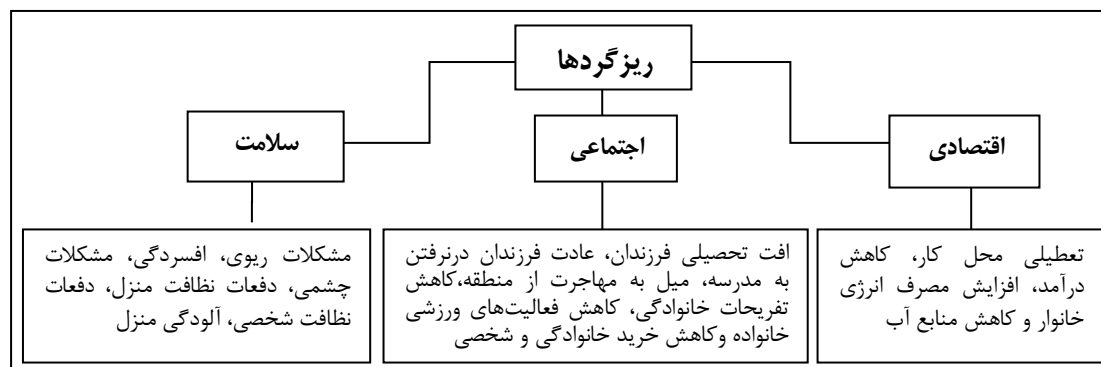 ریزگردها
اقتصادی
اجتماعی
سلامت
تعطیلی محل کار، کاهش
درآمد، افزایش مصرف انرژی
خانوار و کاهش منابع آب
افت تحصیلی فرزندان، عادت فرزندان درنرفتن
به مدرسه، میل به مهاجرت از منطقه،کاهش
تفریحات خانوادگی، کاهش فعالیت‌های ورزشی
خانواده وکاهش خرید خانوادگی و شخصی
مشکلات ریوی، افسردگی، مشکلات
چشمی، دفعات نظافت منزل، دفعات
نظافت شخصی، آلودگی منزل